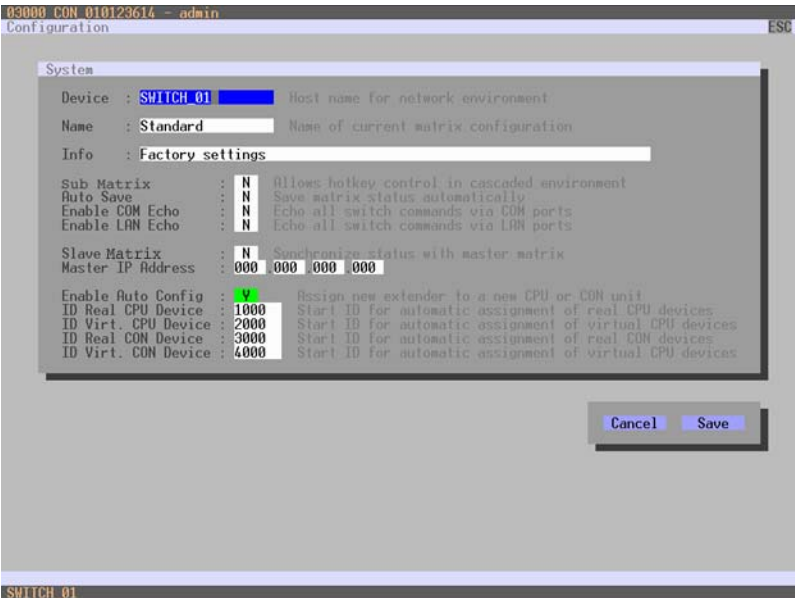 03000 CON 010123614 - admin
Configuration ESC
System
Device : SWITCH_01 Host name for network environment
Name : Standard Name of current matrix configuration
Info : Factory settings
Sub Matrix : N Allows hotkey control in cascaded environment
Auto Save : N Save matrix status automatically
Enable COM Echo : N Echo all switch commands via COM ports
Enable LAN Echo : N Echo all switch commands via LAN ports
Slave Matrix : N Synchronize status with master matrix
Master IP Address : 000 .000 .000 .000
Enable Auto Config : Y Assign new extender to a new CPU or CON unit
ID Real CPU Device : 1000 Start ID for automatic assignment of real CPU devices
ID Virt. CPU Device : 2000 Start ID for automatic assignment of virtual CPU devices
ID Real CON Device : 3000 Start ID for automatic assignment of real CON devices
ID Virt. CON Device : 4000 Start ID for automatic assignment of virtual CPU devices
Cancel Save
SWITCH_01